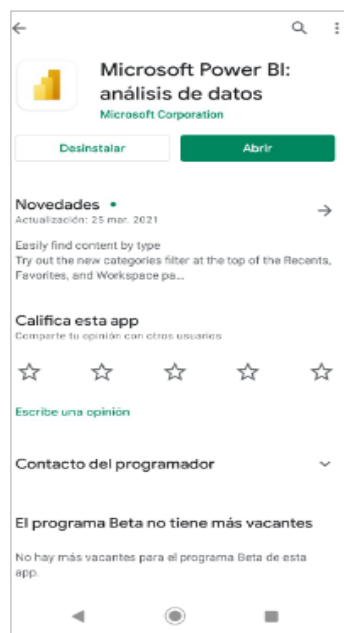 Microsoft Power BI:
análisis de datos
Microsoft Corporation
Desinstalar
Abrir
Novedades •
Actualización: 25 mar. 2021
Easily find content by type
Try out the new categories filter at the top of the Recents,
Favorites, and Workspace pa...
Califica esta app
Comparte tu opinión con otros usuarios
Escribe una opinión
Contacto del programador
El programa Beta no tiene más vacantes
No hay más vacantes para el programa Beta de esta
app.